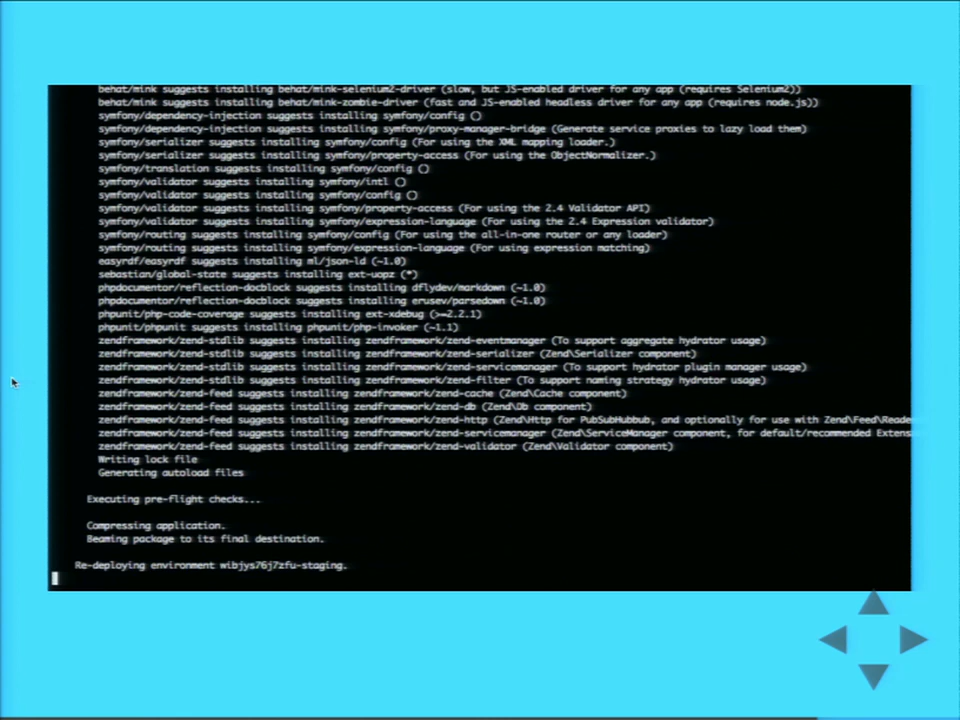 behat/mink suggests installing behat/mink-selenium2-driver (slow, but JS-enabled driver for any app (requires Selenium2))
behat/mink suggests installing behat/mink-zombie-driver (fast and JS-enabled headless driver for any app (requires node.js))
symfony/dependency-injection suggests installing symfony/config ()
symfony/dependency-injection suggests installing symfony/proxy-manager-bridge (Generate service proxies to lazy load them)
symfony/serializer suggests installing symfony/config (For using the XML mapping loader.)
symfony/serializer suggests installing symfony/property-access (For using the ObjectNormalizer.)
symfony/translation suggests installing symfony/config ()
symfony/validator suggests installing symfony/intl ()
symfony/validator suggests installing symfony/config ()
symfony/validator suggests installing symfony/property-access (For using the 2.4 Validator API)
symfony/validator suggests installing symfony/expression-language (For using the 2.4 Expression validator)
symfony/routing suggests installing symfony/config (For using the all-in-one router or any loader)
symfony/routing suggests installing symfony/expression-language (For using expression matching)
easyrdf/easyrdf suggests installing ml/json-ld (~1.0)
sebastian/global-state suggests installing ext-uopz (*)
phpdocumentor/reflection-docblock suggests installing dflydev/markdown (~1.0)
phpdocumentor/reflection-docblock suggests installing erusev/parsedown (~1.0)
phpunit/php-code-coverage suggests installing ext-xdebug (>=2.2.1)
phpunit/phpunit suggests installing phpunit/php-invoker (~1.1)
zendframework/zend-stdlib suggests installing zendframework/zend-eventmanager (To support aggregate hydrator usage)
zendframework/zend-stdlib suggests installing zendframework/zend-serializer (Zend\Serializer component)
zendframework/zend-stdlib suggests installing zendframework/zend-servicemanager (To support hydrator plugin manager usage)
zendframework/zend-stdlib suggests installing zendframework/zend-filter (To support naming strategy hydrator usage)
zendframework/zend-feed suggests installing zendframework/zend-cache (Zend\Cache component)
zendframework/zend-feed suggests installing zendframework/zend-db (Zend\Db component)
zendframework/zend-feed suggests installing zendframework/zend-http (Zend\Http for PubSubHubbub, and optionally for use with Zend\Feed\Reade
zendframework/zend-feed suggests installing zendframework/zend-servicemanager (Zend\ServiceManager component, for default/recommended Extens
zendframework/zend-feed suggests installing zendframework/zend-validator (Zend\Validator component)
Writing lock file
Generating autoload files
Executing pre-flight checks...
Compressing application.
Beaming package to its final destination.
Re-deploying environment wibjys76j7zfu-staging.